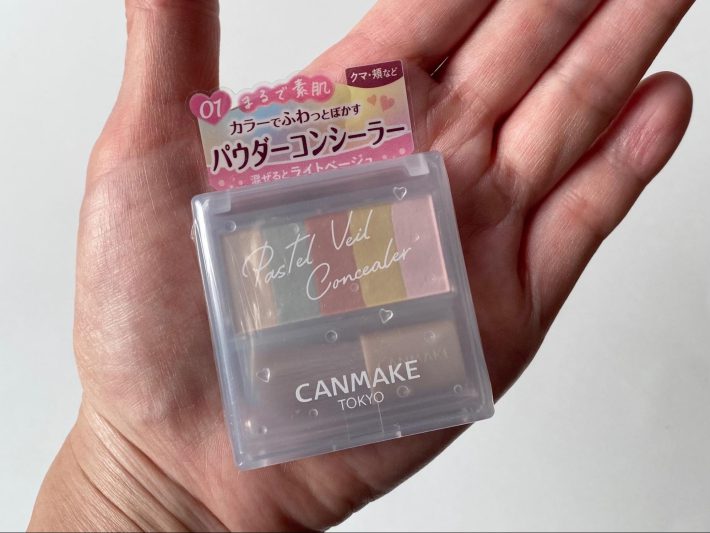 01 まるで素肌
クマ・頬など
カラーでふわっとぼかす
パウダーコンシーラー
混ぜるとライトベージュ
Pastel Veil
Concealer
CANMAKE
CANMAKE
TOKYO